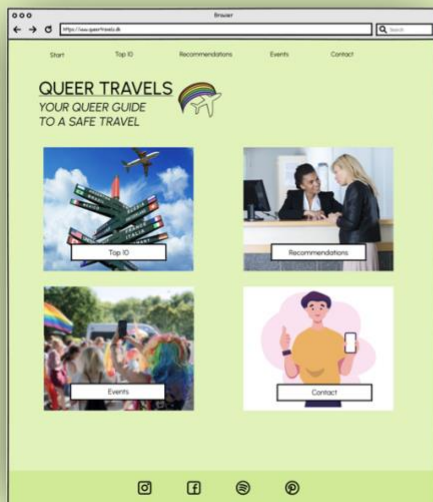 Browser
https://www.queertravels.dk
Search
Start Top 10 Recommendations Events Contact
QUEER TRAVELS
YOUR QUEER GUIDE
TO A SAFE TRAVEL
Top 10
Recommendations
Events
Contact